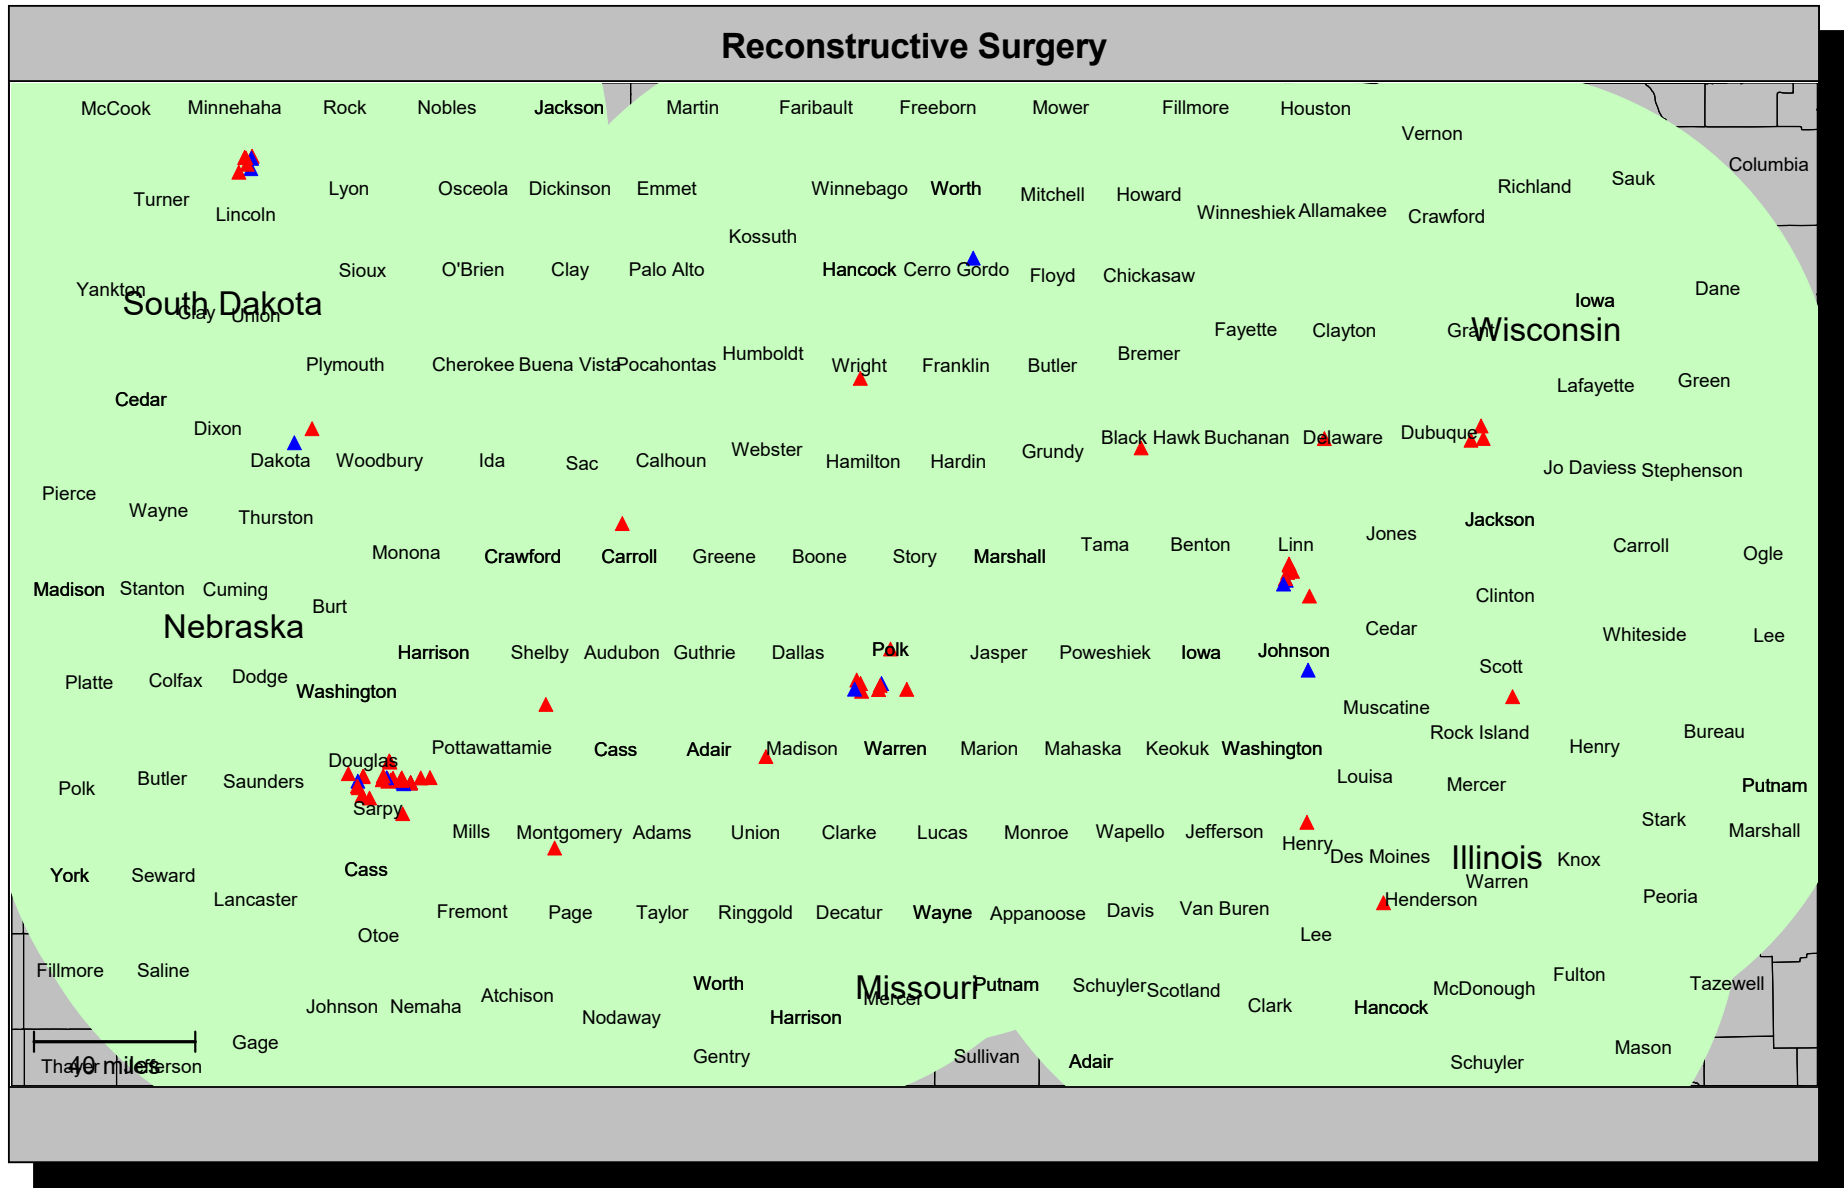 Reconstructive Surgery
McCook Minnehaha Rock Nobles Jackson Martin Faribault Freeborn Mower Fillmore Houston
Vernon
Columbia
Turner Lyon Osceola Dickinson Emmet Winnebago Worth Mitchell Howard Richland Sauk
Lincoln Winneshiek Allamakee Crawford
Kossuth
Sioux O'Brien Clay Palo Alto Hancock Cerro Gordo Floyd Chickasaw
Yankton Dane
South Dakota Iowa
Clay Union
Fayette Clayton Grant Wisconsin
Plymouth Cherokee Buena Vista Pocahontas Humboldt Wright Franklin Butler Bremer
Cedar Lafayette Green
Dixon Black Hawk Buchanan Delaware Dubuque
Dakota Woodbury Ida Sac Calhoun Webster Hamilton Hardin Grundy
Jo Daviess Stephenson
Pierce
Wayne Thurston Jackson
Monona Crawford Carroll Greene Boone Story Marshall Tama Benton Linn Jones Carroll Ogle
Madison Stanton Cuming Clinton
Burt
Nebraska Cedar Whiteside Lee
Harrison Shelby Audubon Guthrie Dallas Polk Jasper Poweshiek Iowa Johnson
Platte Colfax Dodge Scott
Washington Muscatine
Rock Island Bureau
Douglas Pottawattamie Cass Adair Madison Warren Marion Mahaska Keokuk Washington Henry
Polk Butler Saunders Louisa Mercer Putnam
Sarpy
Mills Montgomery Adams Union Clarke Lucas Monroe Wapello Jefferson Stark Marshall
Henry
Des Moines Illinois Knox
York Seward Cass Warren
Lancaster Henderson Peoria
Fremont Page Taylor Ringgold Decatur Wayne Appanoose Davis Van Buren
Otoe Lee
Fillmore Saline Fulton
Worth Missouri Putnam Schuyler Scotland McDonough Tazewell
Johnson Nemaha Atchison Mercer Clark Hancock
Nodaway Harrison
Gage
Gentry Sullivan Adair Schuyler Mason
Thayer Jefferson
40 miles